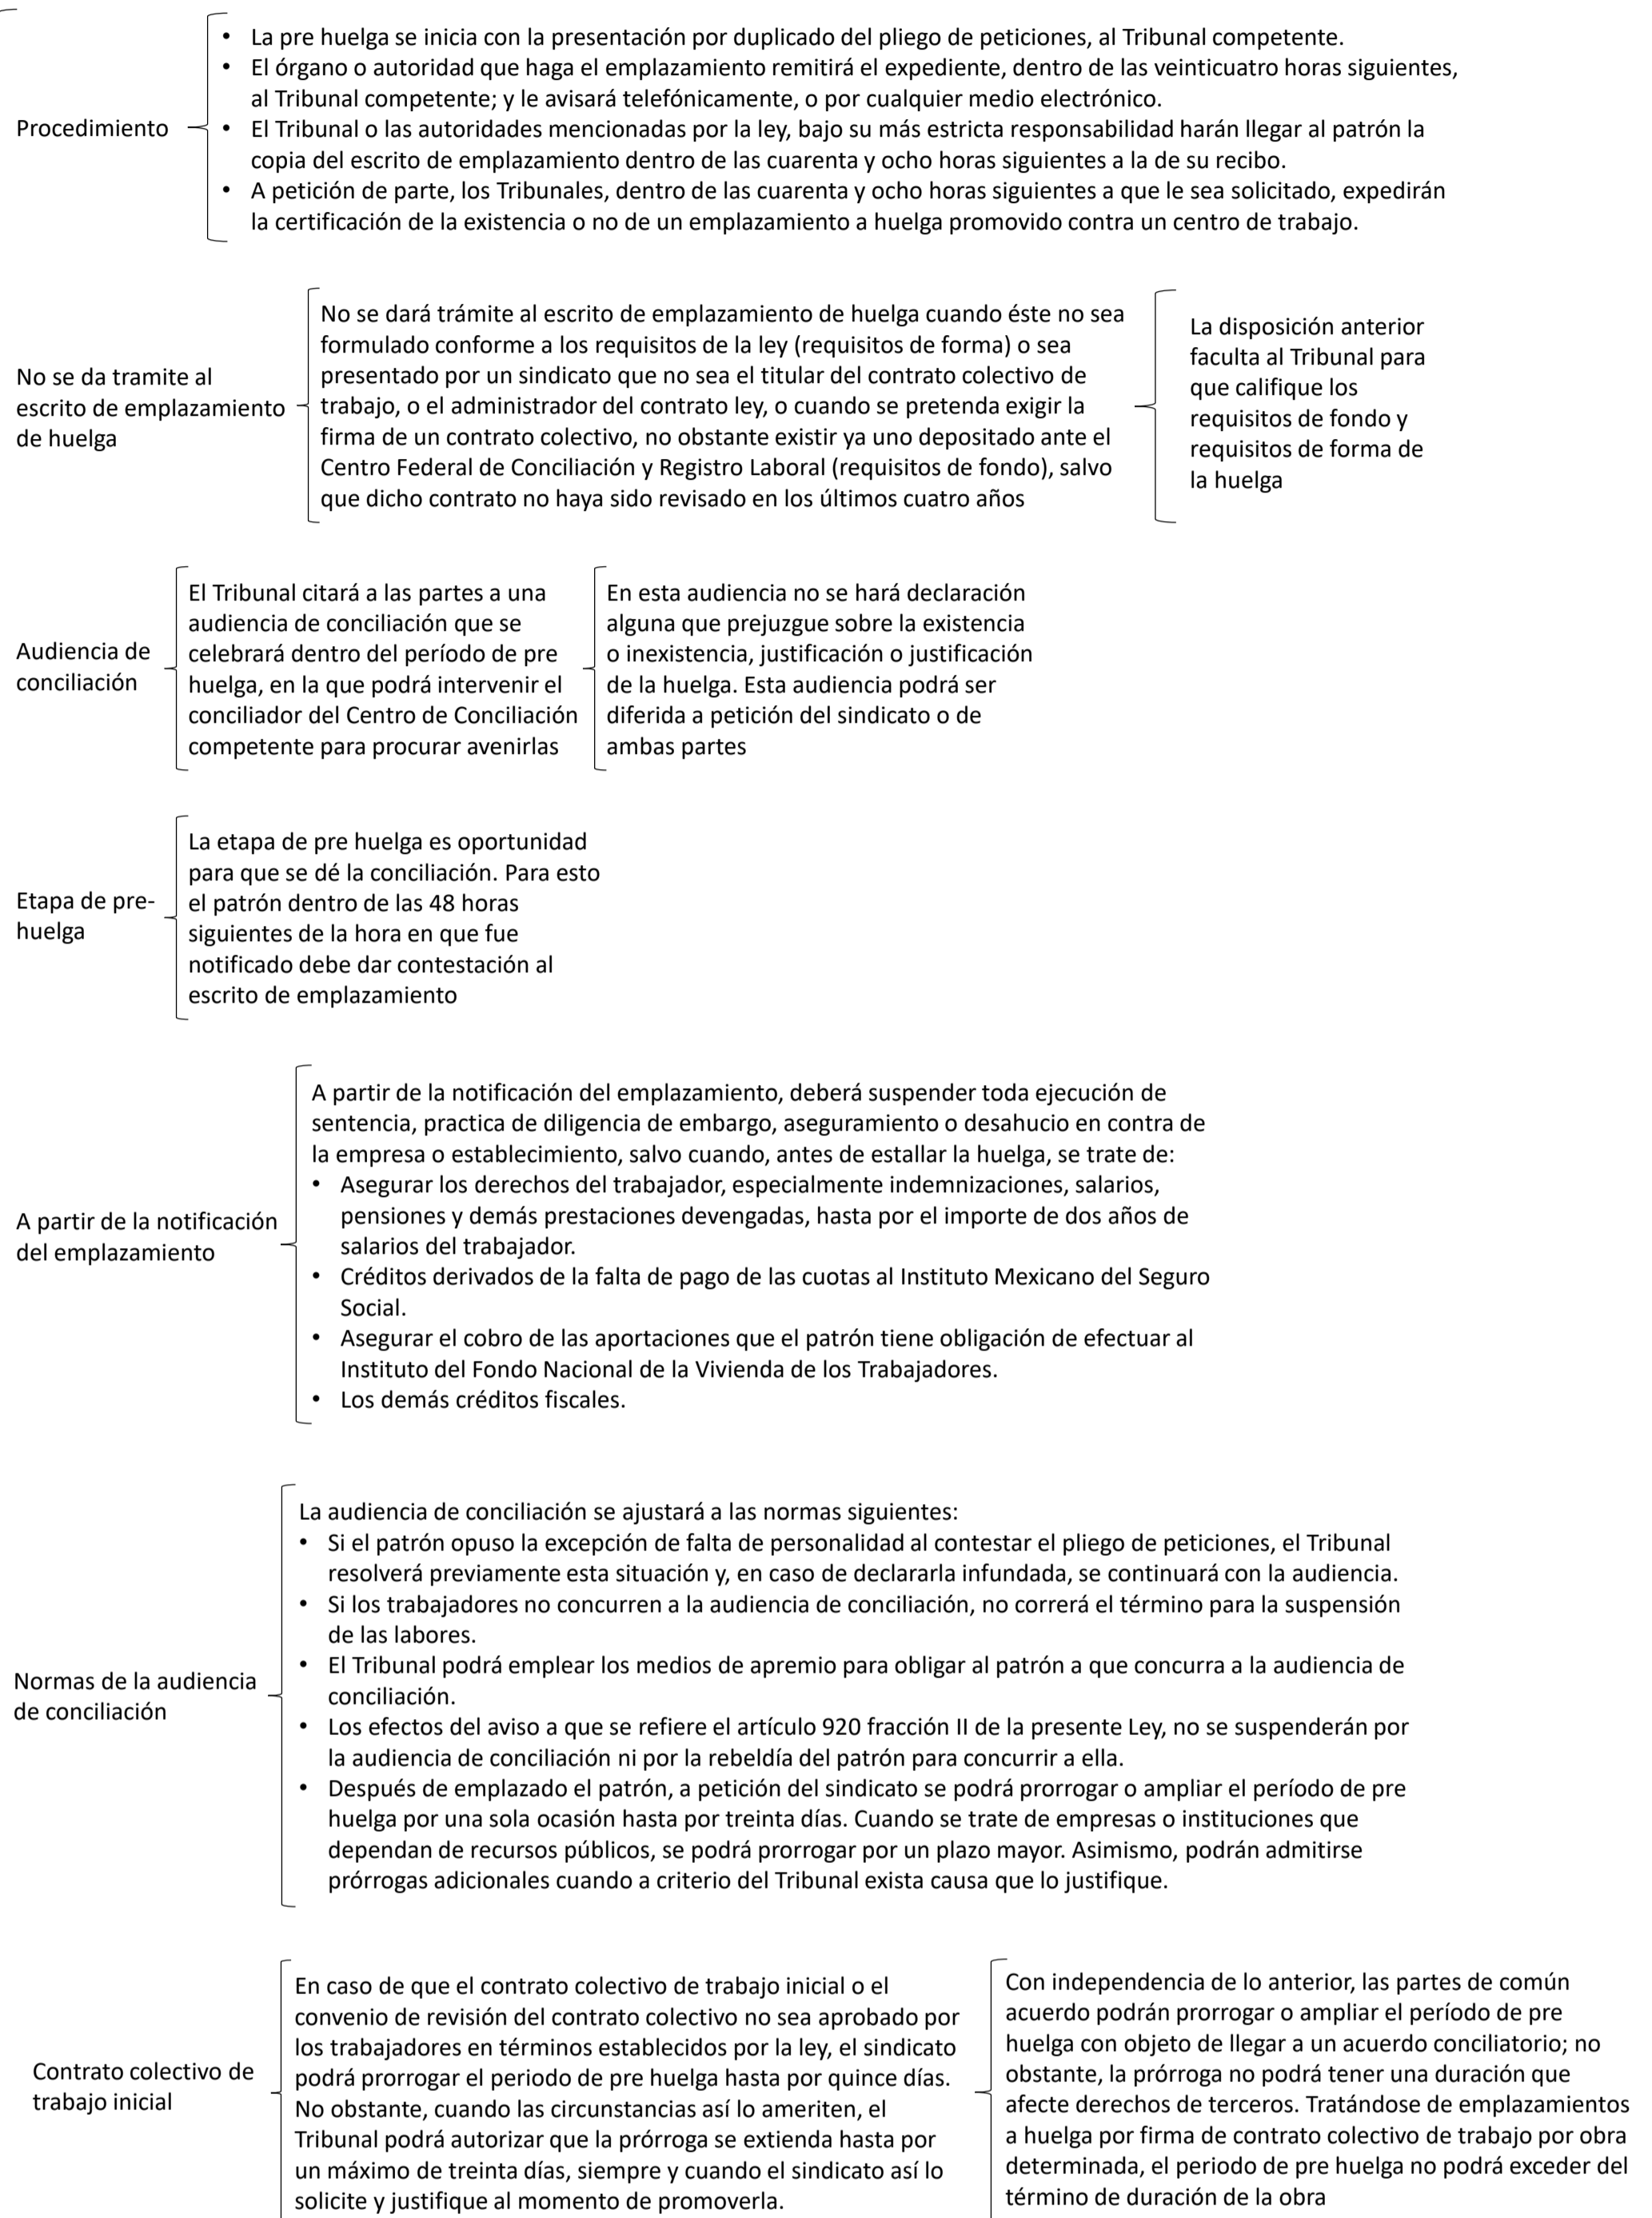 Procedimiento
• La pre huelga se inicia con la presentación por duplicado del pliego de peticiones, al Tribunal competente.
• El órgano o autoridad que haga el emplazamiento remitirá el expediente, dentro de las veinticuatro horas siguientes,
al Tribunal competente; y le avisará telefónicamente, o por cualquier medio electrónico.
• El Tribunal o las autoridades mencionadas por la ley, bajo su más estricta responsabilidad harán llegar al patrón la
copia del escrito de emplazamiento dentro de las cuarenta y ocho horas siguientes a la de su recibo.
• A petición de parte, los Tribunales, dentro de las cuarenta y ocho horas siguientes a que le sea solicitado, expedirán
la certificación de la existencia o no de un emplazamiento a huelga promovido contra un centro de trabajo.
No se da tramite al
escrito de emplazamiento
de huelga
No se dará trámite al escrito de emplazamiento de huelga cuando éste no sea
formulado conforme a los requisitos de la ley (requisitos de forma) o sea
presentado por un sindicato que no sea el titular del contrato colectivo de
trabajo, o el administrador del contrato ley, o cuando se pretenda exigir la
firma de un contrato colectivo, no obstante existir ya uno depositado ante el
Centro Federal de Conciliación y Registro Laboral (requisitos de fondo), salvo
que dicho contrato no haya sido revisado en los últimos cuatro años
La disposición anterior
faculta al Tribunal para
que califique los
requisitos de fondo y
requisitos de forma de
la huelga
Audiencia de
conciliación
El Tribunal citará a las partes a una
audiencia de conciliación que se
celebrará dentro del período de pre
huelga, en la que podrá intervenir el
conciliador del Centro de Conciliación
competente para procurar avenirlas
En esta audiencia no se hará declaración
alguna que prejuzgue sobre la existencia
o inexistencia, justificación o justificación
de la huelga. Esta audiencia podrá ser
diferida a petición del sindicato o de
ambas partes
Etapa de pre-
huelga
La etapa de pre huelga es oportunidad
para que se dé la conciliación. Para esto
el patrón dentro de las 48 horas
siguientes de la hora en que fue
notificado debe dar contestación al
escrito de emplazamiento
A partir de la notificación
del emplazamiento
A partir de la notificación del emplazamiento, deberá suspender toda ejecución de
sentencia, practica de diligencia de embargo, aseguramiento o desahucio en contra de
la empresa o establecimiento, salvo cuando, antes de estallar la huelga, se trate de:
• Asegurar los derechos del trabajador, especialmente indemnizaciones, salarios,
pensiones y demás prestaciones devengadas, hasta por el importe de dos años de
salarios del trabajador.
• Créditos derivados de la falta de pago de las cuotas al Instituto Mexicano del Seguro
Social.
• Asegurar el cobro de las aportaciones que el patrón tiene obligación de efectuar al
Instituto del Fondo Nacional de la Vivienda de los Trabajadores.
• Los demás créditos fiscales.
Normas de la audiencia
de conciliación
La audiencia de conciliación se ajustará a las normas siguientes:
• Si el patrón opuso la excepción de falta de personalidad al contestar el pliego de peticiones, el Tribunal
resolverá previamente esta situación y, en caso de declararla infundada, se continuará con la audiencia.
• Si los trabajadores no concurren a la audiencia de conciliación, no correrá el término para la suspensión
de las labores.
• El Tribunal podrá emplear los medios de apremio para obligar al patrón a que concurra a la audiencia de
conciliación.
• Los efectos del aviso a que se refiere el artículo 920 fracción II de la presente Ley, no se suspenderán por
la audiencia de conciliación ni por la rebeldía del patrón para concurrir a ella.
• Después de emplazado el patrón, a petición del sindicato se podrá prorrogar o ampliar el período de pre
huelga por una sola ocasión hasta por treinta días. Cuando se trate de empresas o instituciones que
dependan de recursos públicos, se podrá prorrogar por un plazo mayor. Asimismo, podrán admitirse
prórrogas adicionales cuando a criterio del Tribunal exista causa que lo justifique.
Contrato colectivo de
trabajo inicial
En caso de que el contrato colectivo de trabajo inicial o el
convenio de revisión del contrato colectivo no sea aprobado por
los trabajadores en términos establecidos por la ley, el sindicato
podrá prorrogar el periodo de pre huelga hasta por quince días.
No obstante, cuando las circunstancias así lo ameriten, el
Tribunal podrá autorizar que la prórroga se extienda hasta por
un máximo de treinta días, siempre y cuando el sindicato así lo
solicite y justifique al momento de promoverla.
Con independencia de lo anterior, las partes de común
acuerdo podrán prorrogar o ampliar el período de pre
huelga con objeto de llegar a un acuerdo conciliatorio; no
obstante, la prórroga no podrá tener una duración que
afecte derechos de terceros. Tratándose de emplazamientos
a huelga por firma de contrato colectivo de trabajo por obra
determinada, el periodo de pre huelga no podrá exceder del
término de duración de la obra